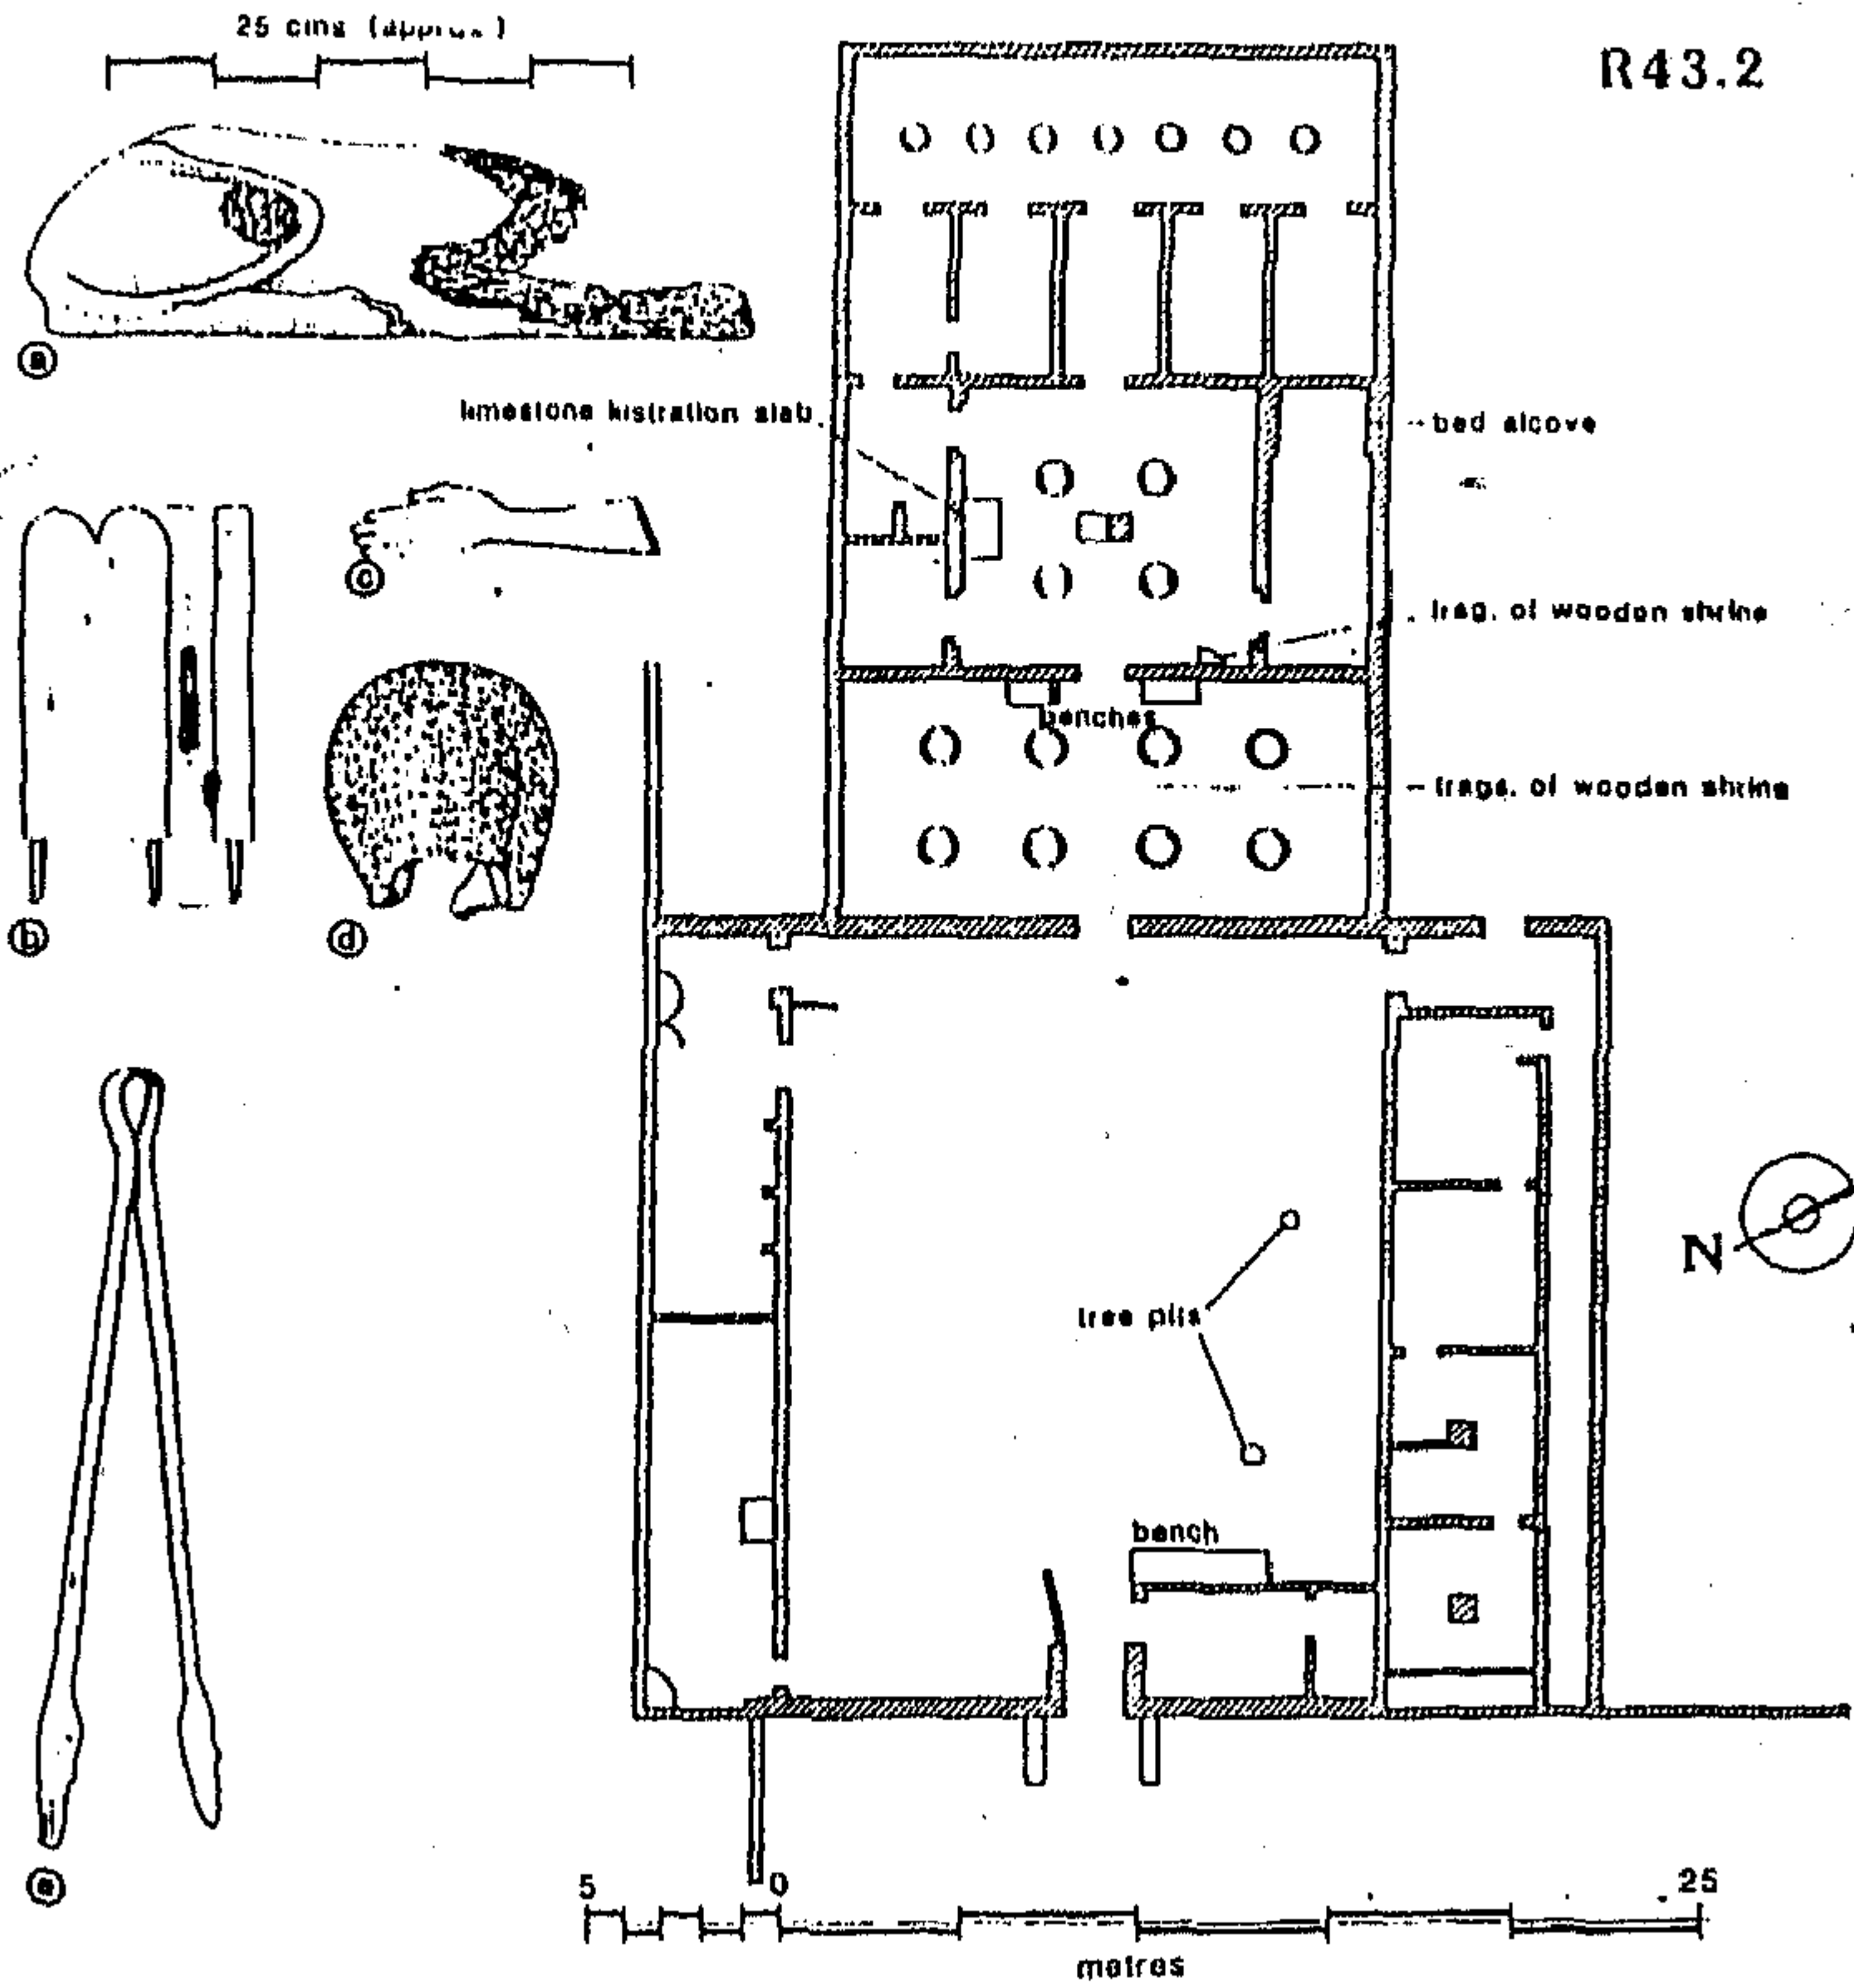 25 cms (approx)
R43.2
a
limestone lustration slab
bed alcove
c
frag. of wooden shrine
benches
frags. of wooden shrine
b
d
N
tree pits
bench
e
5 0 25
metres